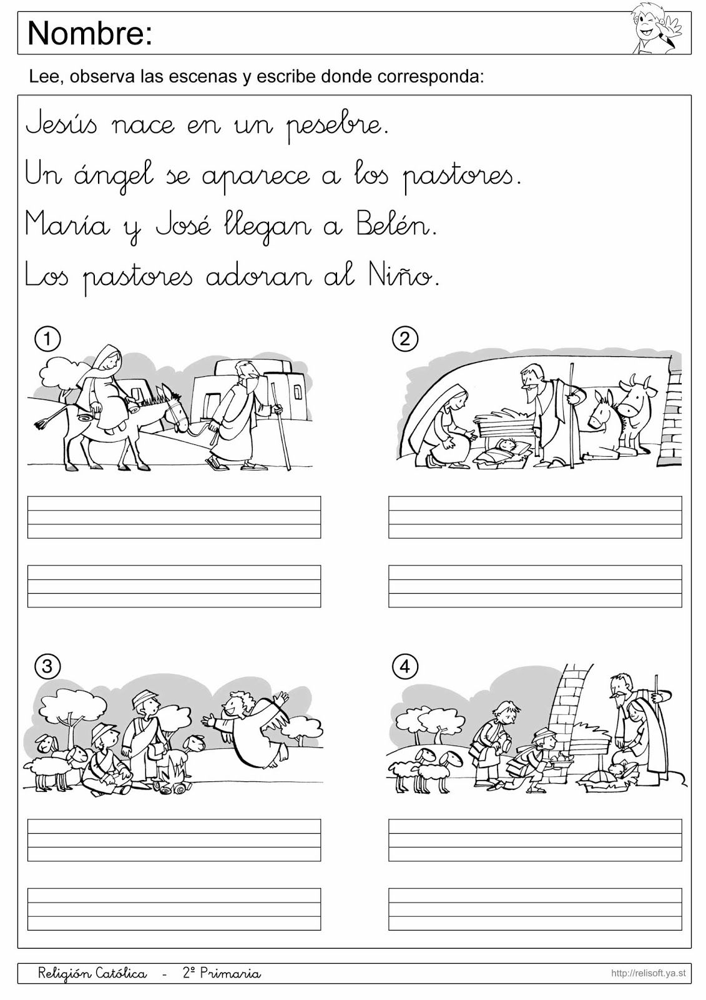 Nombre:
Lee, observa las escenas y escribe donde corresponda:
Jesús nace en un pesebre.
Un ángel se aparece a los pastores.
María y José llegan a Belén.
Los pastores adoran al Niño.
1
2
3
4
Religión Católica - 2º Primaria
http://relisoft.ya.st